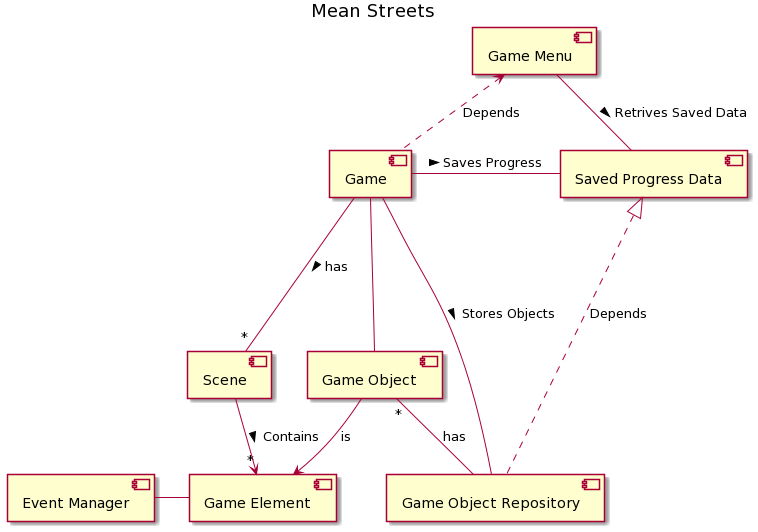 Mean Streets
Game Menu
Depends
Retrives Saved Data
Game
Saves Progress
Saved Progress Data
has
*
Stores Objects
Depends
Scene
Game Object
Contains
*
is
*
has
Event Manager
Game Element
Game Object Repository